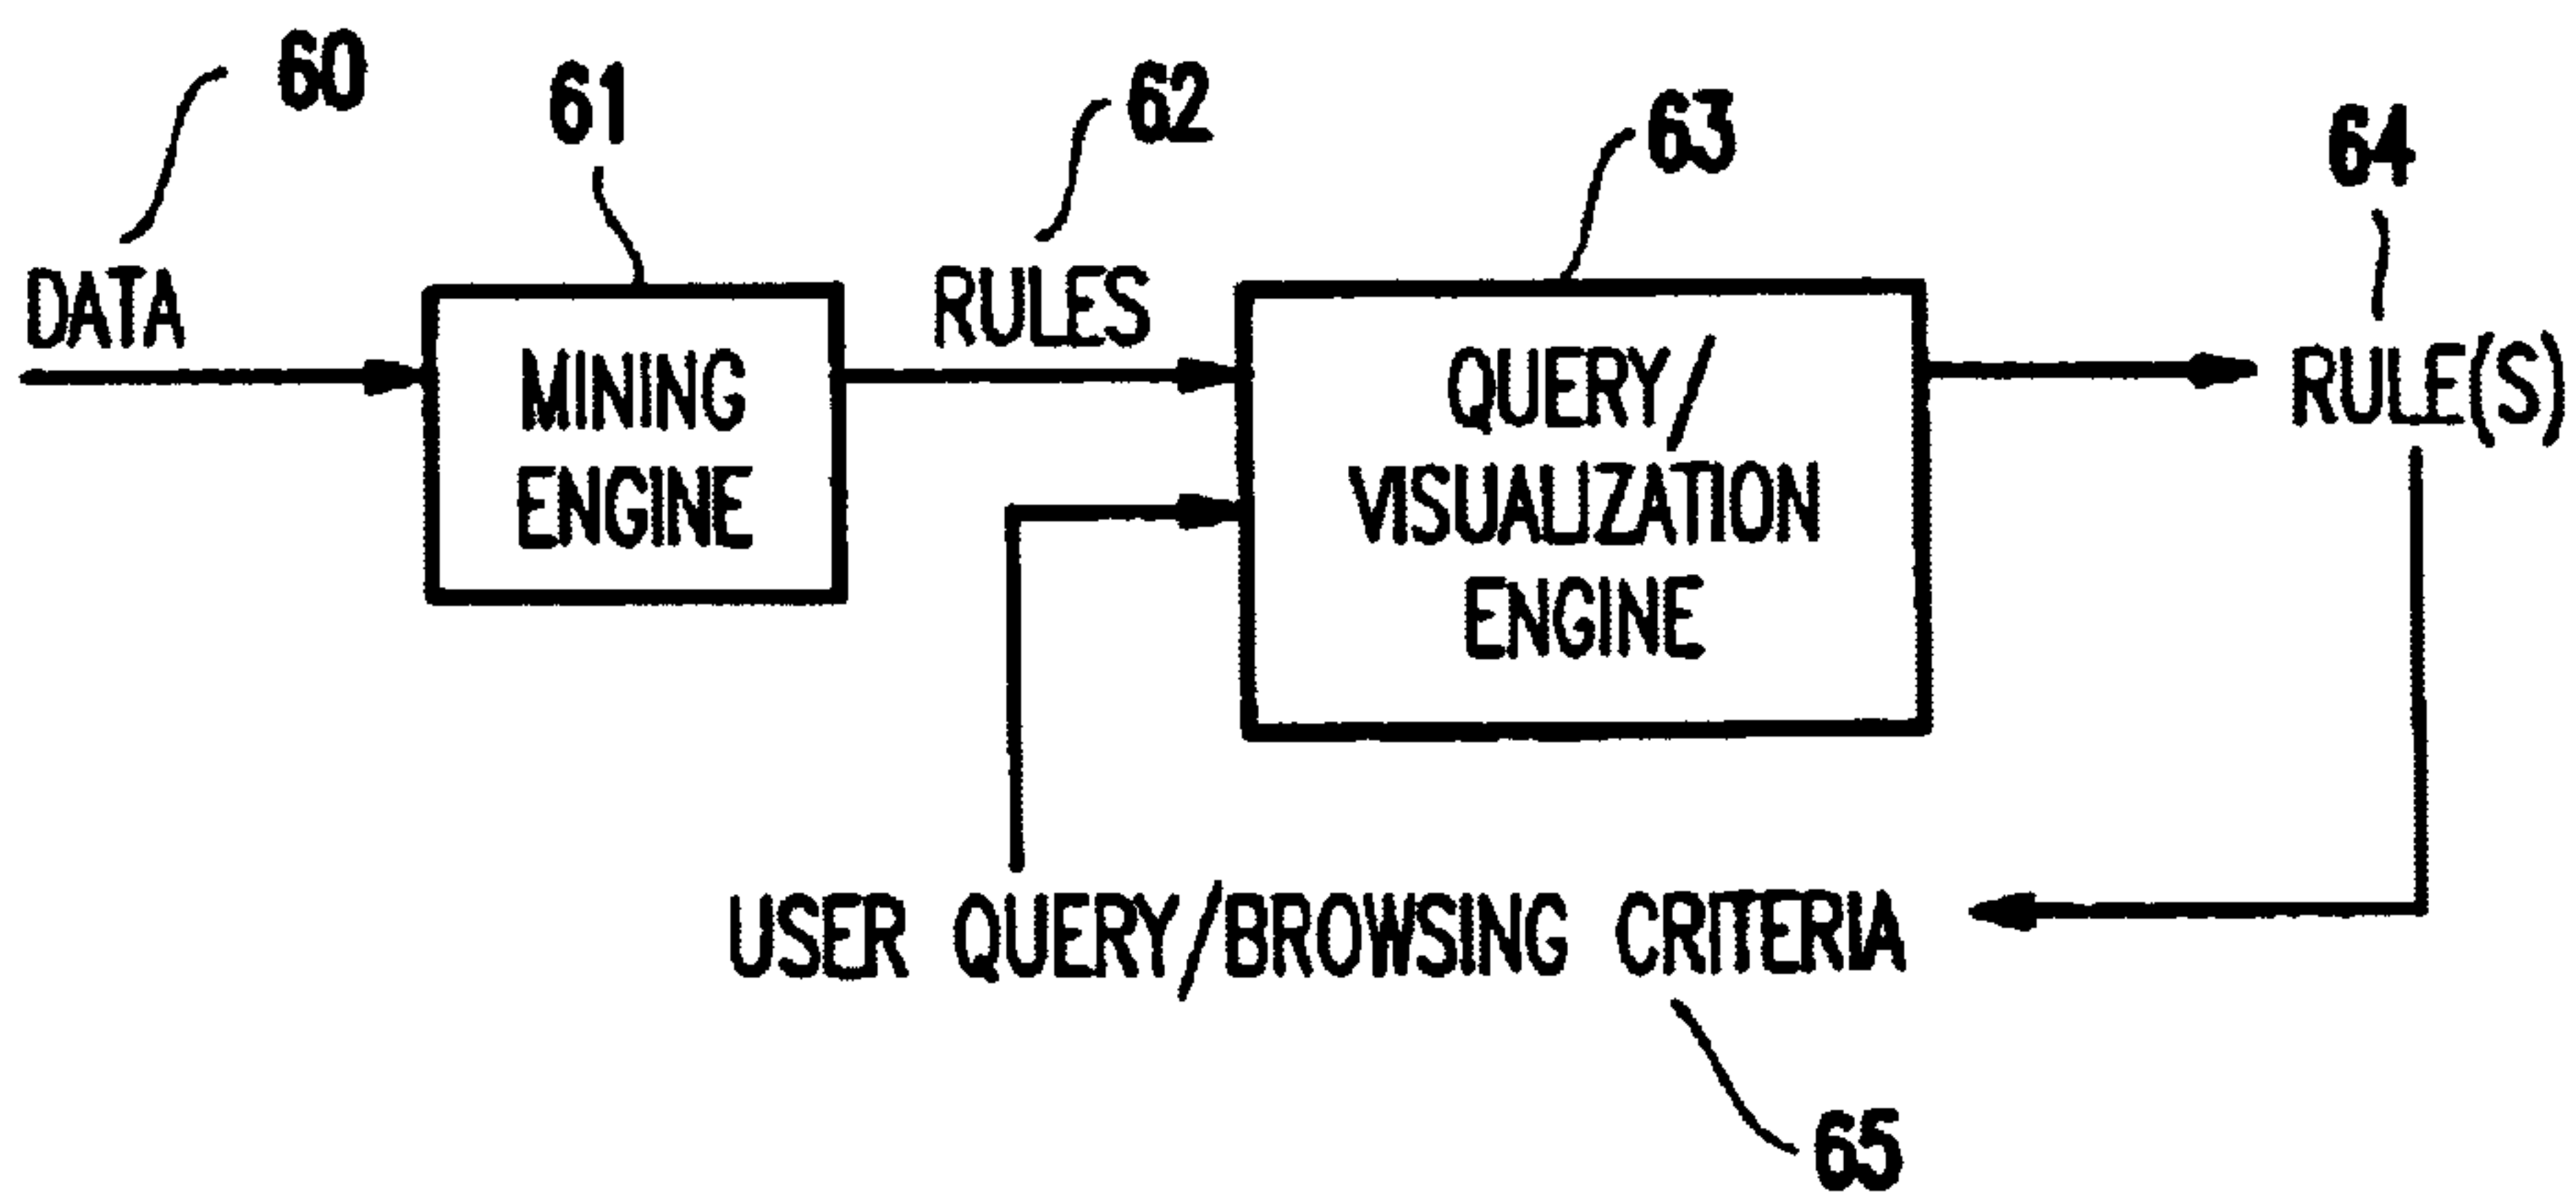 60
61
62
63
64
DATA
RULES
MINING
ENGINE
QUERY/
VISUALIZATION
ENGINE
RULE(S)
USER QUERY/BROWSING CRITERIA
65